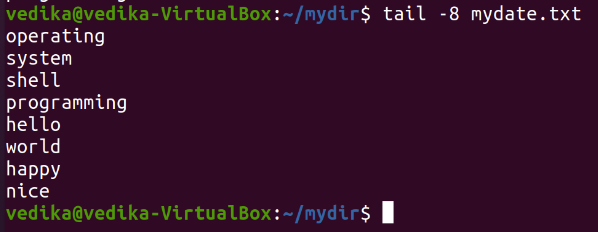 vedika@vedika-VirtualBox:~/mydir$ tail -8 mydate.txt
operating
system
shell
programming
hello
world
happy
nice
vedika@vedika-VirtualBox:~/mydir$